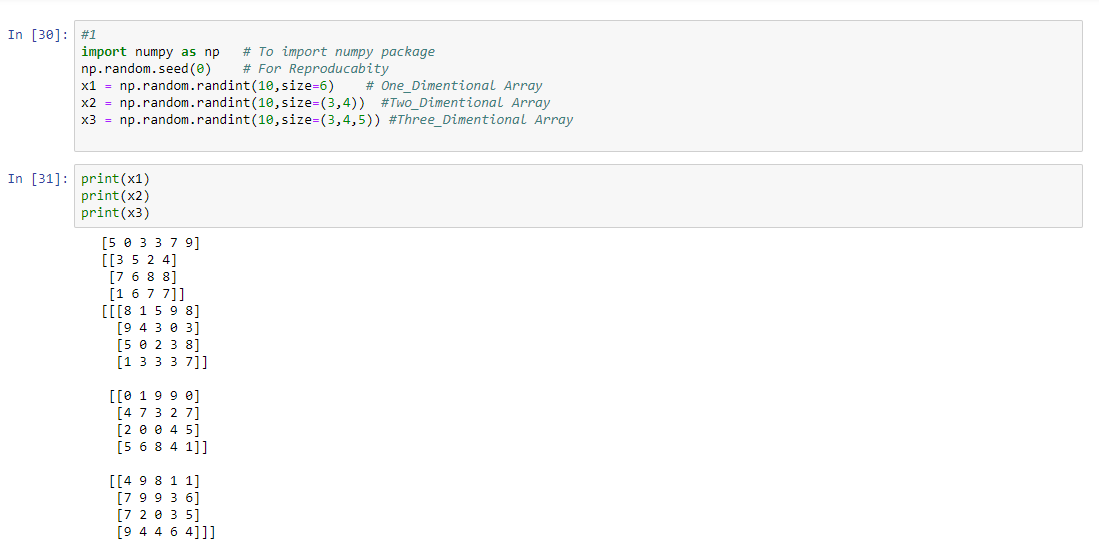 In [30]: #1
import numpy as np   # To import numpy package
np.random.seed(0)    # For Reproducabity
x1 = np.random.randint(10,size=6)    # One_Dimentional Array
x2 = np.random.randint(10,size=(3,4))  #Two_Dimentional Array
x3 = np.random.randint(10,size=(3,4,5)) #Three_Dimentional Array
In [31]: print(x1)
print(x2)
print(x3)
[5 0 3 3 7 9]
[[3 5 2 4]
 [7 6 8 8]
 [1 6 7 7]]
[[[8 1 5 9 8]
  [9 4 3 0 3]
  [5 0 2 3 8]
  [1 3 3 3 7]]
 [[0 1 9 9 0]
  [4 7 3 2 7]
  [2 0 0 4 5]
  [5 6 8 4 1]]
 [[4 9 8 1 1]
  [7 9 9 3 6]
  [7 2 0 3 5]
  [9 4 4 6 4]]]